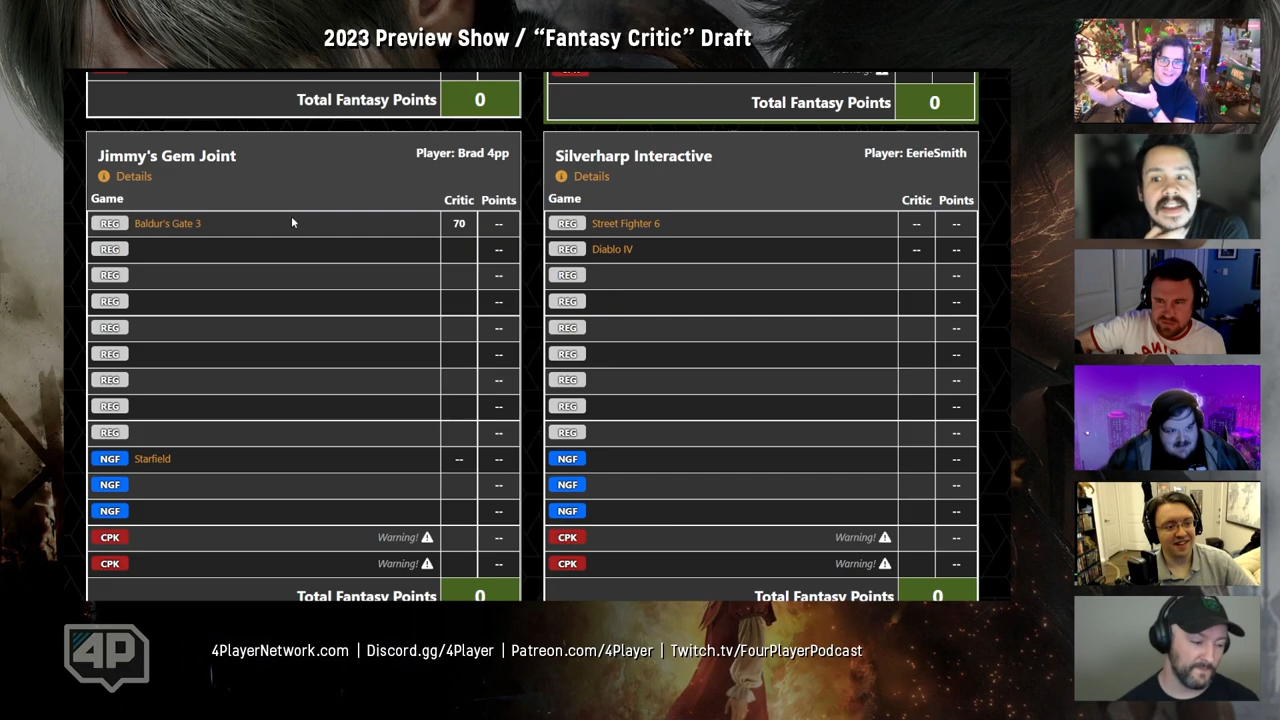 2023 Preview Show / “Fantasy Critic” Draft
Total Fantasy Points 0
Warning!
Total Fantasy Points 0
Jimmy's Gem Joint Player: Brad 4pp
Details
Game Critic Points
REG Baldur's Gate 3 70 --
REG --
REG --
REG --
REG --
REG --
REG --
REG --
REG --
NGF Starfield -- --
NGF --
NGF --
CPK Warning! --
CPK Warning! --
Total Fantasy Points 0
Silverharp Interactive Player: EerieSmith
Details
Game Critic Points
REG Street Fighter 6 -- --
REG Diablo IV -- --
REG --
REG --
REG --
REG --
REG --
REG --
REG --
NGF --
NGF --
NGF --
CPK Warning! --
CPK Warning! --
Total Fantasy Points 0
4P
4PlayerNetwork.com | Discord.gg/4Player | Patreon.com/4Player | Twitch.tv/FourPlayerPodcast